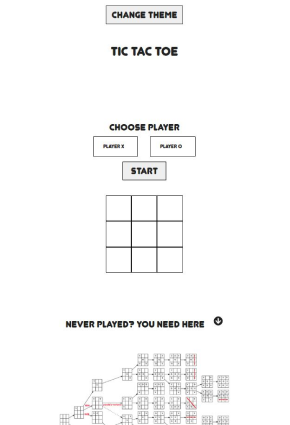 CHANGE THEME
TIC TAC TOE
CHOOSE PLAYER
PLAYER X PLAYER O
START
NEVER PLAYED? YOU NEED HERE